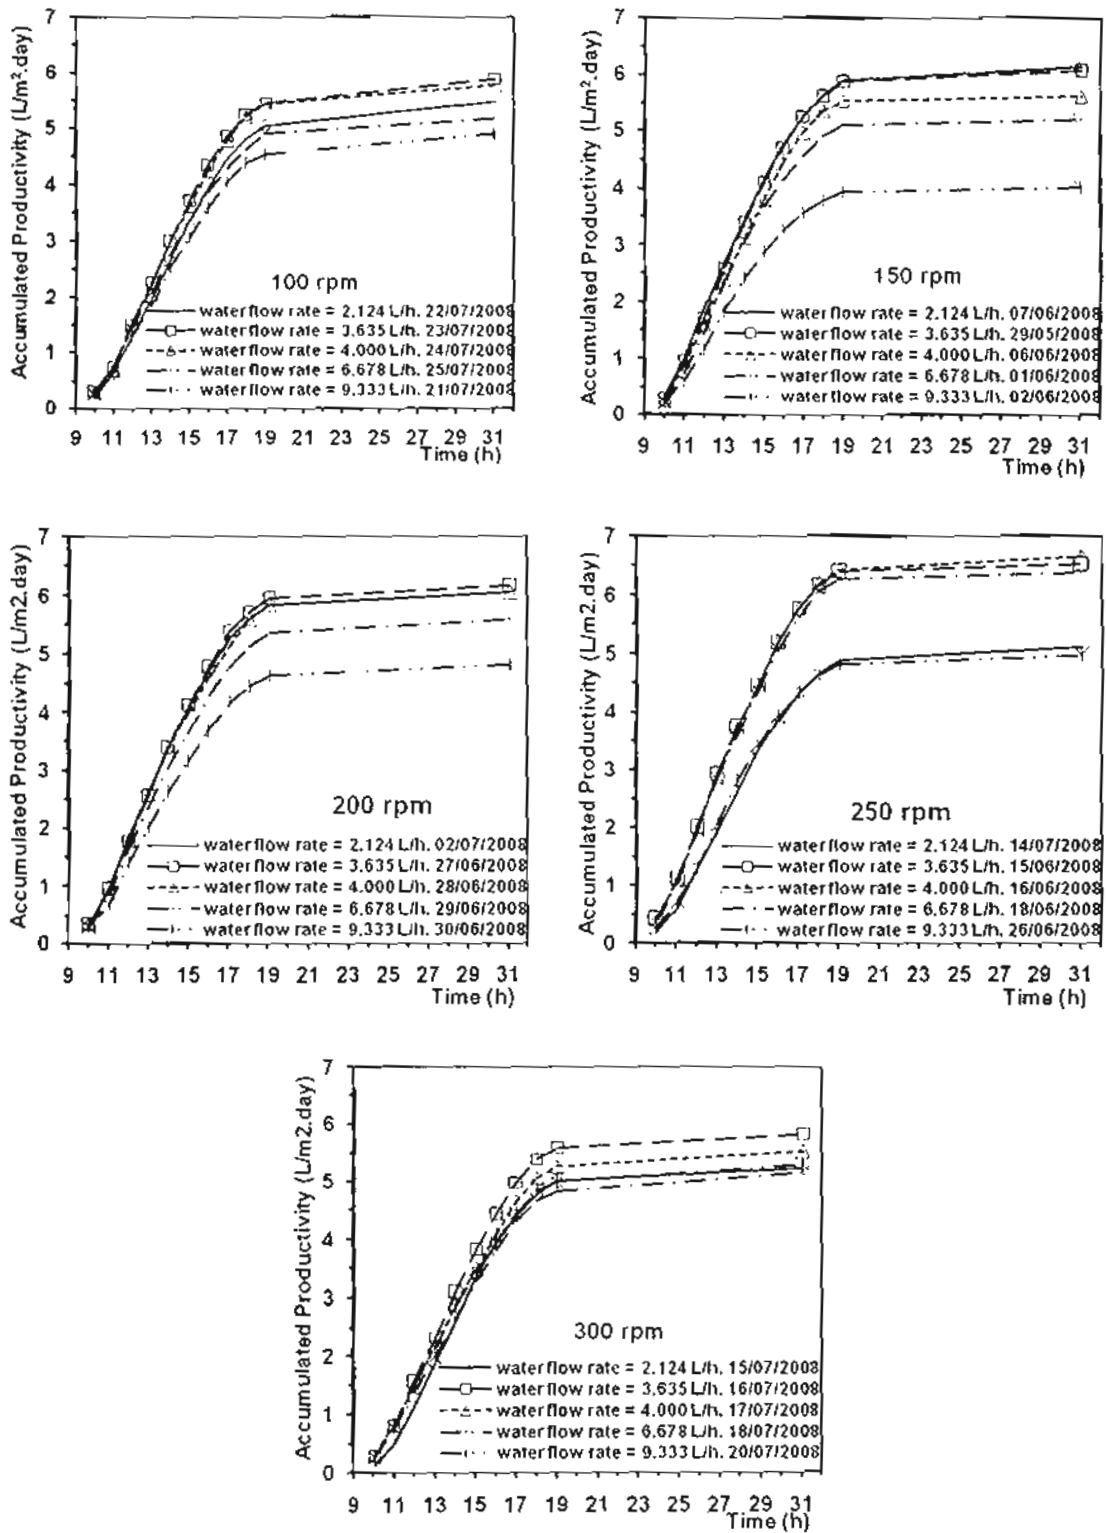 Accumulated Productivity (L/m².day)
7
6
5
4
3
2
1
0
100 rpm
water flow rate = 2.124 L/h. 22/07/2008
water flow rate = 3.635 L/h. 23/07/2008
water flow rate = 4.000 L/h. 24/07/2008
water flow rate = 6.678 L/h. 25/07/2008
water flow rate = 9.333 L/h. 21/07/2008
9 11 13 15 17 19 21 23 25 27 29 31
Time (h)
Accumulated Productivity (L/m².day)
7
6
5
4
3
2
1
0
150 rpm
water flow rate = 2.124 L/h. 07/06/2008
water flow rate = 3.635 L/h. 29/05/2008
water flow rate = 4.000 L/h. 06/06/2008
water flow rate = 6.678 L/h. 01/06/2008
water flow rate = 9.333 L/h. 02/06/2008
9 11 13 15 17 19 21 23 25 27 29 31
Time (h)
Accumulated Productivity (L/m2.day)
7
6
5
4
3
2
1
0
200 rpm
water flow rate = 2.124 L/h. 02/07/2008
water flow rate = 3.635 L/h. 27/06/2008
water flow rate = 4.000 L/h. 28/06/2008
water flow rate = 6.678 L/h. 29/06/2008
water flow rate = 9.333 L/h. 30/06/2008
9 11 13 15 17 19 21 23 25 27 29 31
Time (h)
Accumulated Productivity (L/m2.day)
7
6
5
4
3
2
1
0
250 rpm
water flow rate = 2.124 L/h. 14/07/2008
water flow rate = 3.635 L/h. 15/06/2008
water flow rate = 4.000 L/h. 16/06/2008
water flow rate = 6.678 L/h. 18/06/2008
water flow rate = 9.333 L/h. 26/06/2008
9 11 13 15 17 19 21 23 25 27 29 31
Time (h)
Accumulated Productivity (L/m2.day)
7
6
5
4
3
2
1
0
300 rpm
water flow rate = 2.124 L/h. 15/07/2008
water flow rate = 3.635 L/h. 16/07/2008
water flow rate = 4.000 L/h. 17/07/2008
water flow rate = 6.678 L/h. 18/07/2008
water flow rate = 9.333 L/h. 20/07/2008
9 11 13 15 17 19 21 23 25 27 29 31
Time (h)